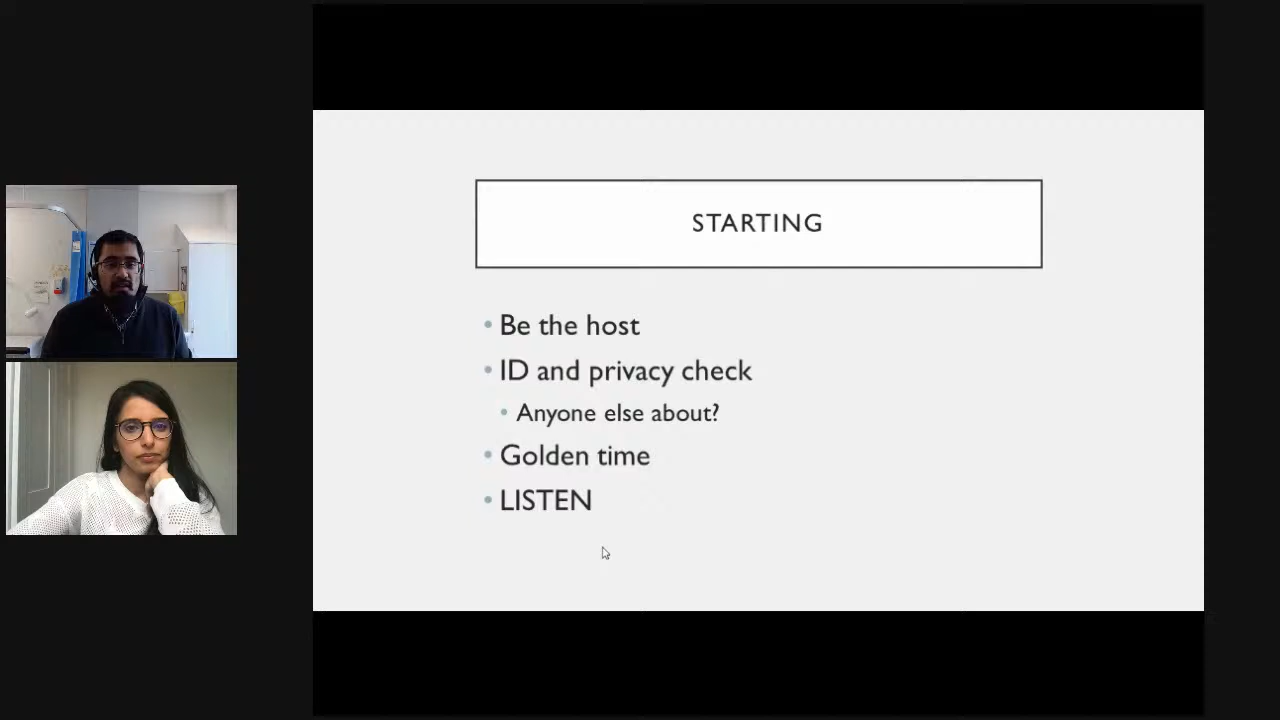 STARTING
Be the host
ID and privacy check
Anyone else about?
Golden time
LISTEN